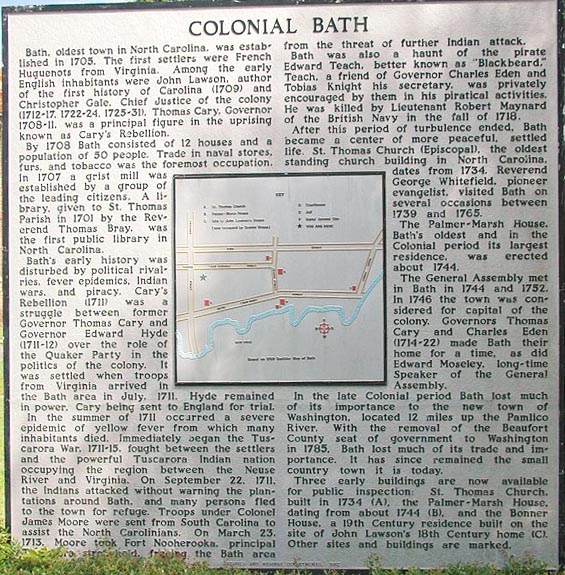 COLONIAL BATH
Bath, oldest town in North Carolina, was estab-
lished in 1705. The first settlers were French
Huguenots from Virginia. Among the early
English inhabitants were John Lawson, author
of the first history of Carolina (1709) and
Christopher Gale, Chief Justice of the colony
(1712-17, 1722-24, 1725-31). Thomas Cary, Governor
1708-11, was a principal figure in the uprising
known as Cary's Rebellion.
By 1708 Bath consisted of 12 houses and a
population of 50 people. Trade in naval stores,
furs, and tobacco was the foremost occupation.
In 1707 a grist mill was
established by a group of
the leading citizens. A li-
brary, given to St. Thomas
Parish in 1701 by the Rev-
erend Thomas Bray, was
the first public library in
North Carolina.
Bath's early history was
disturbed by political rival-
ries, fever epidemics, Indian
wars, and piracy. Cary's
Rebellion (1711) was a
struggle between former
Governor Thomas Cary and
Governor Edward Hyde
(1711-12) over the role of
the Quaker Party in the
politics of the colony. It
was settled when troops
from Virginia arrived in
the Bath area in July, 1711. Hyde remained
in power, Cary being sent to England for trial.
In the summer of 1711 occurred a severe
epidemic of yellow fever from which many
inhabitants died. Immediately began the Tus-
carora War, 1711-15, fought between the settlers
and the powerful Tuscarora Indian nation
occupying the region between the Neuse
River and Virginia. On September 22, 1711,
the Indians attacked without warning the plan-
tations around Bath, and many persons fled
to the town for refuge. Troops under Colonel
James Moore were sent from South Carolina to
assist the North Carolinians. On March 23,
1713, Moore took Fort Nooherooka, principal
hold, freeing the Bath area
from the threat of further Indian attack.
Bath was also a haunt of the pirate
Edward Teach, better known as "Blackbeard."
Teach, a friend of Governor Charles Eden and
Tobias Knight his secretary, was privately
encouraged by them in his piratical activities.
He was killed by Lieutenant Robert Maynard
of the British Navy in the fall of 1718.
After this period of turbulence ended, Bath
became a center of more peaceful, settled
life. St. Thomas Church (Episcopal), the oldest
standing church building in North Carolina,
dates from 1734. Reverend
George Whitefield, pioneer
evangelist, visited Bath on
several occasions between
1739 and 1765.
The Palmer-Marsh House,
Bath's oldest and in the
Colonial period its largest
residence, was erected
about 1744.
The General Assembly met
in Bath in 1744 and 1752.
In 1746 the town was con-
sidered for capital of the
colony. Governors Thomas
Cary and Charles Eden
(1714-22) made Bath their
home for a time, as did
Edward Moseley, long-time
Speaker of the General
Assembly.
In the late Colonial period Bath lost much
of its importance to the new town of
Washington, located 12 miles up the Pamlico
River. With the removal of the Beaufort
County seat of government to Washington
in 1785, Bath lost much of its trade and im-
portance. It has since remained the small
country town it is today.
Three early buildings are now available
for public inspection: St. Thomas Church,
built in 1734 (A), the Palmer-Marsh House,
dating from about 1744 (B), and the Bonner
House, a 19th Century residence built on the
site of John Lawson's 18th Century home (C).
Other sites and buildings are marked.
KEY